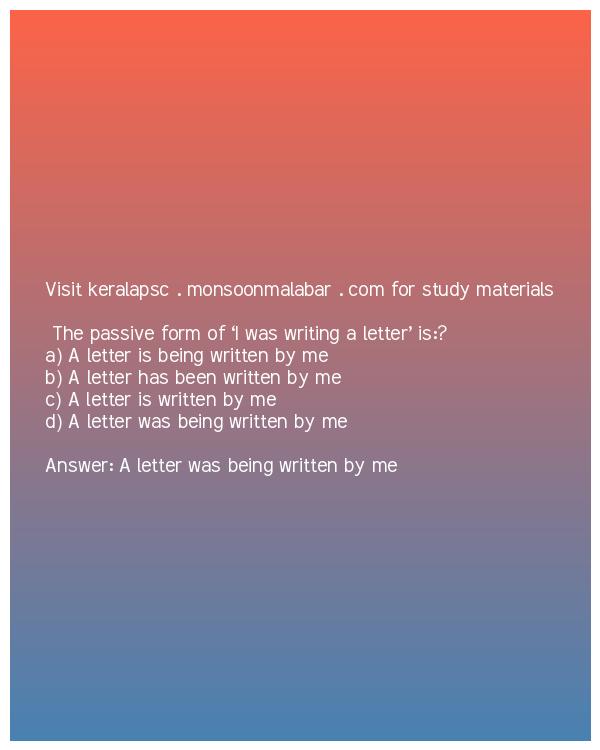 Visit keralapsc . monsoonmalabar . com for study materials
The passive form of ‘I was writing a letter’ is:?
a) A letter is being written by me
b) A letter has been written by me
c) A letter is written by me
d) A letter was being written by me
Answer: A letter was being written by me